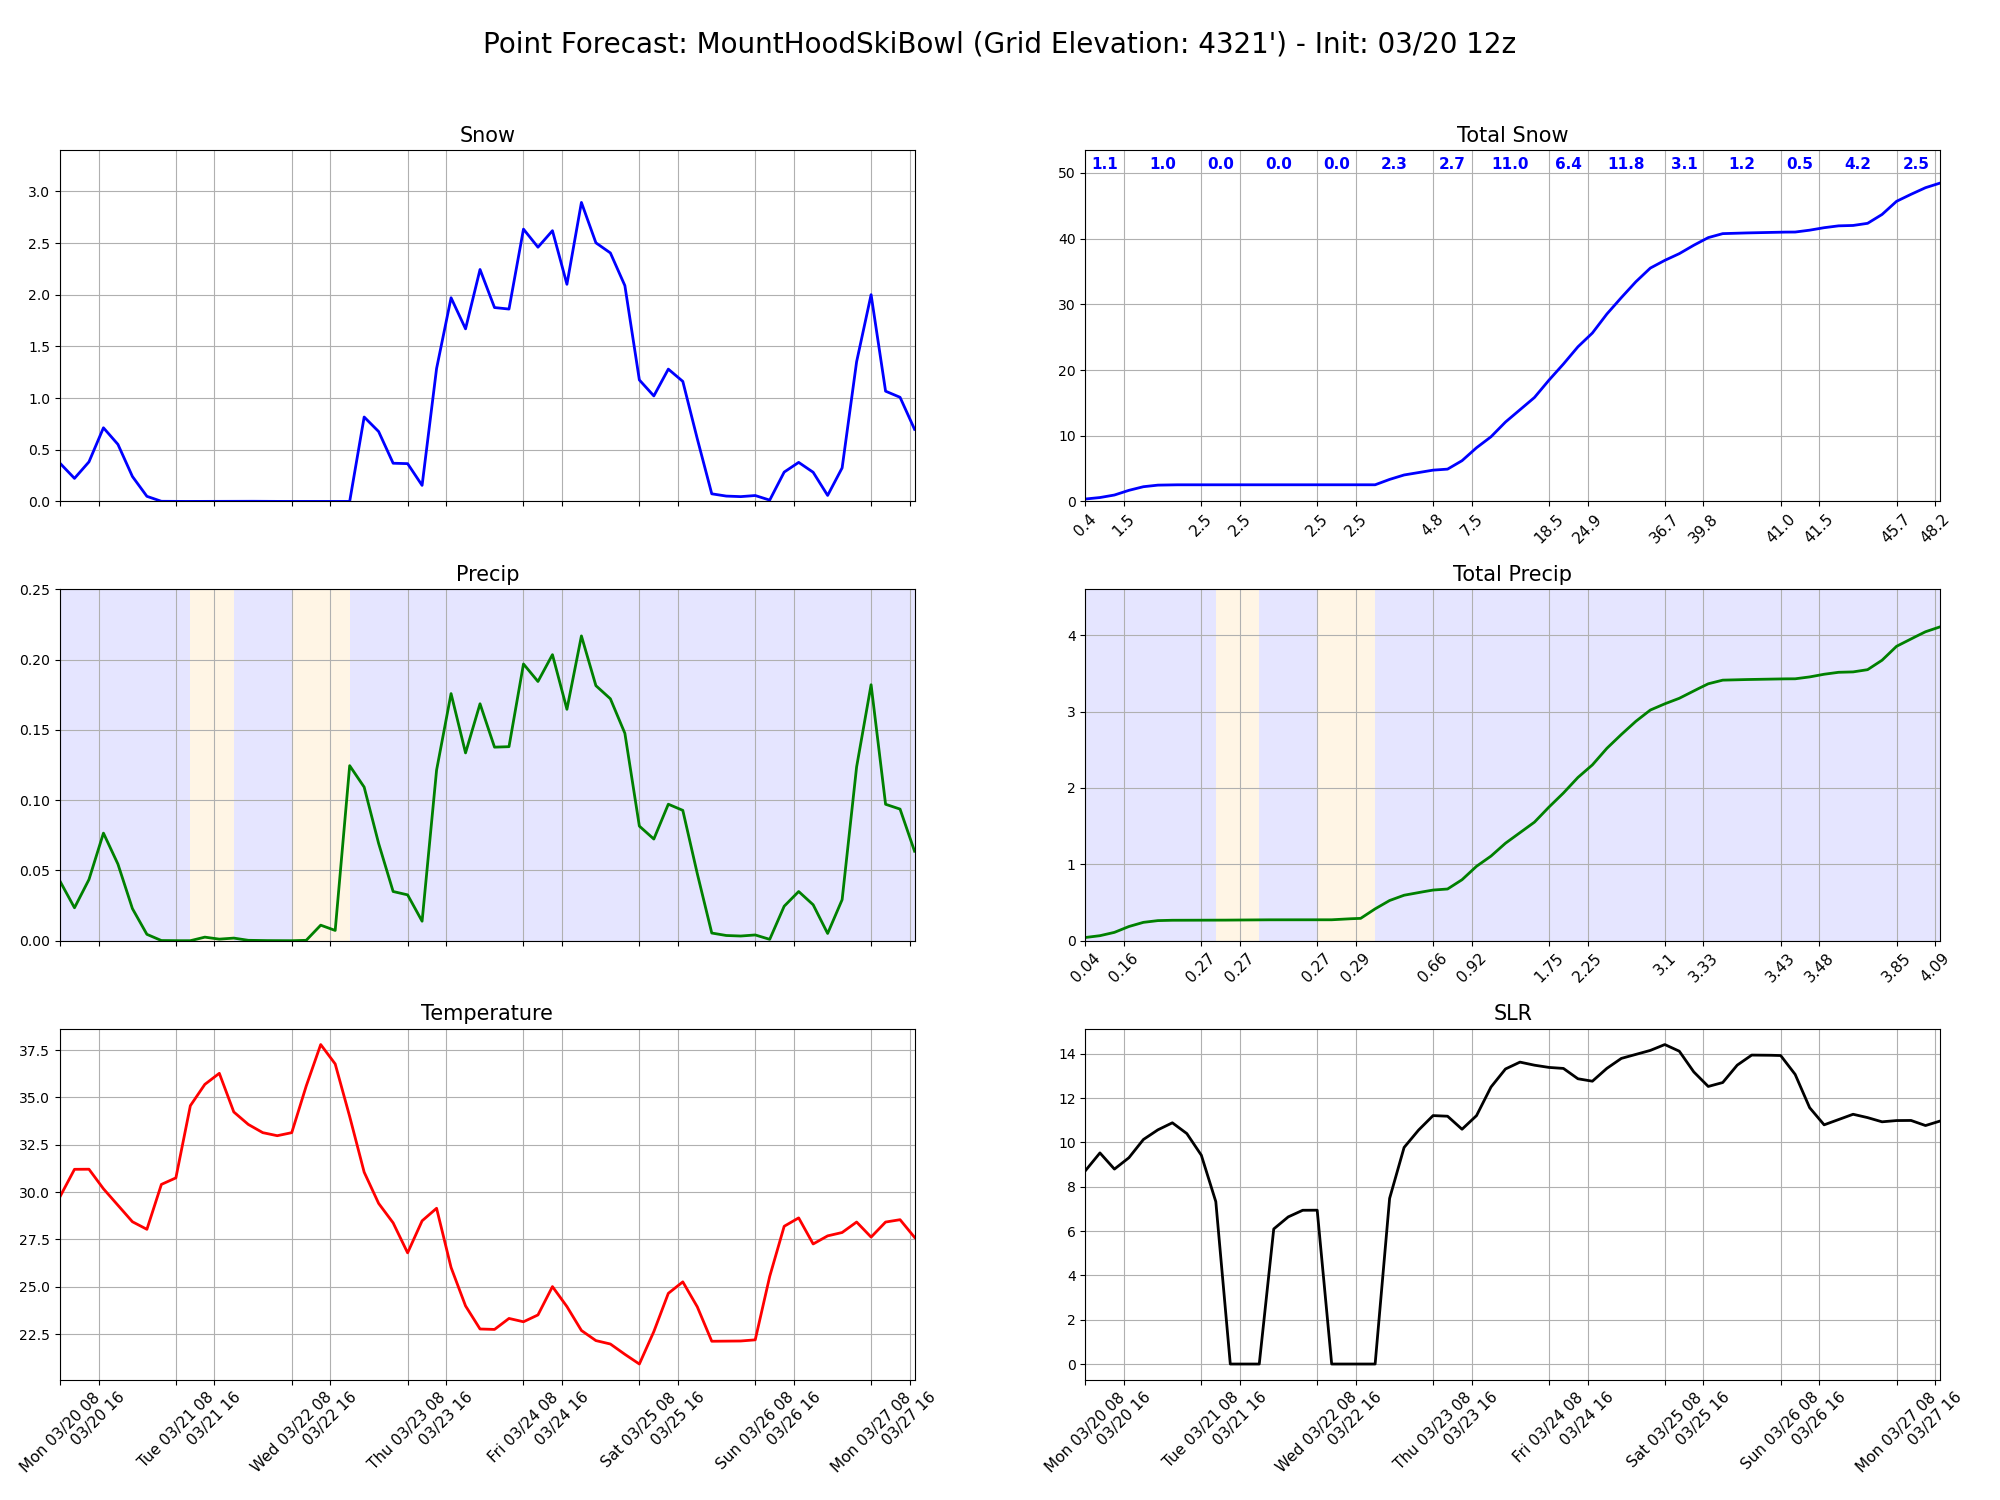 Point Forecast: MountHoodSkiBowl (Grid Elevation: 4321') - Init: 03/20 12z
Snow
3.0
2.5
2.0
1.5
1.0
0.5
0.0
Total Snow
1.1 1.0 0.0 0.0 0.0 2.3 2.7 11.0 6.4 11.8 3.1 1.2 0.5 4.2 2.5
50
40
30
20
10
0
0.4 1.5 2.5 2.5 2.5 2.5 4.8 7.5 18.5 24.9 36.7 39.8 41.0 41.5 45.7 48.2
Precip
0.25
0.20
0.15
0.10
0.05
0.00
Total Precip
4
3
2
1
0
0.04 0.16 0.27 0.27 0.27 0.29 0.66 0.92 1.75 2.25 3.1 3.33 3.43 3.48 3.85 4.09
Temperature
37.5
35.0
32.5
30.0
27.5
25.0
22.5
Mon 03/20 08
03/20 16
Tue 03/21 08
03/21 16
Wed 03/22 08
03/22 16
Thu 03/23 08
03/23 16
Fri 03/24 08
03/24 16
Sat 03/25 08
03/25 16
Sun 03/26 08
03/26 16
Mon 03/27 08
03/27 16
SLR
14
12
10
8
6
4
2
0
Mon 03/20 08
03/20 16
Tue 03/21 08
03/21 16
Wed 03/22 08
03/22 16
Thu 03/23 08
03/23 16
Fri 03/24 08
03/24 16
Sat 03/25 08
03/25 16
Sun 03/26 08
03/26 16
Mon 03/27 08
03/27 16